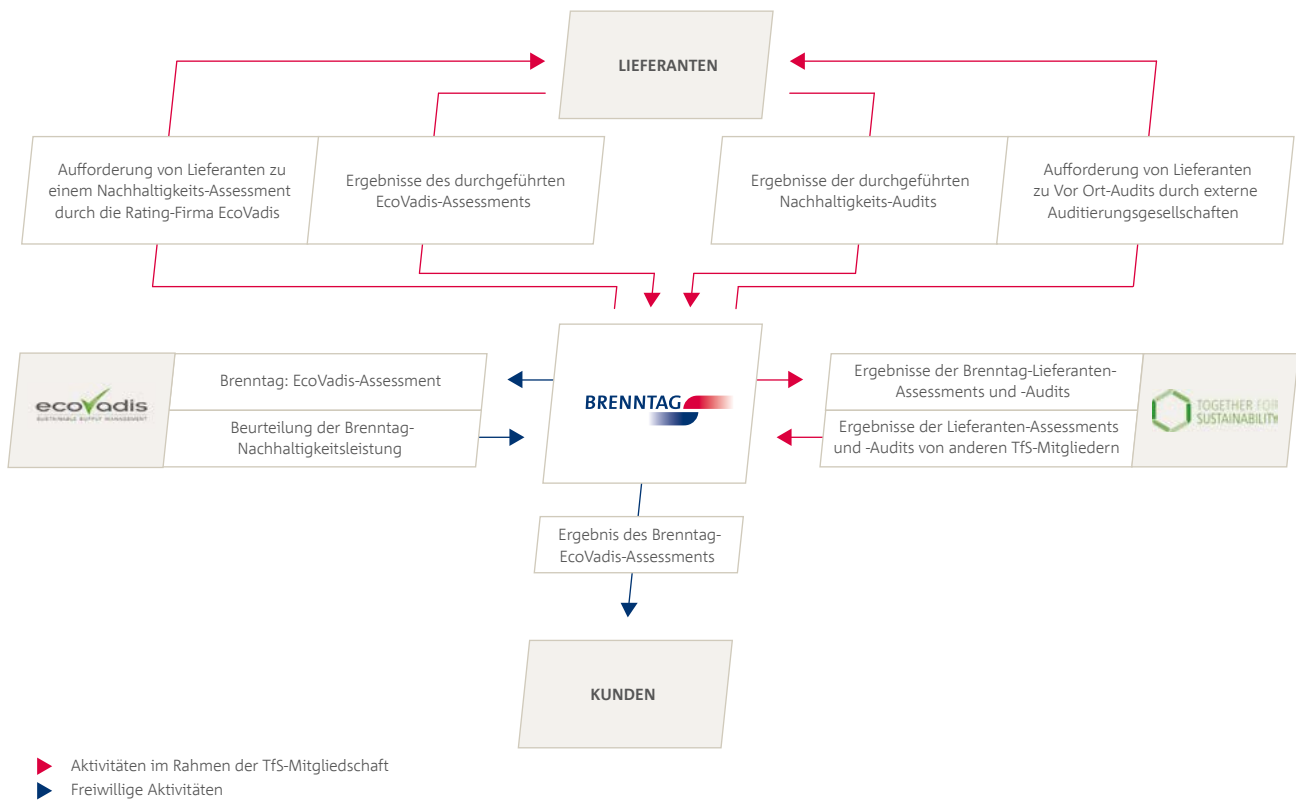 LIEFERANTEN
Aufforderung von Lieferanten zu
einem Nachhaltigkeits-Assessment
durch die Rating-Firma EcoVadis
Ergebnisse des durchgeführten
EcoVadis-Assessments
Ergebnisse der durchgeführten
Nachhaltigkeits-Audits
Aufforderung von Lieferanten
zu Vor Ort-Audits durch externe
Auditierungsgesellschaften
ecoVadis
SUSTAINABLE SUPPLY MANAGEMENT
Brenntag: EcoVadis-Assessment
Beurteilung der Brenntag-
Nachhaltigkeitsleistung
BRENNTAG
Ergebnisse der Brenntag-Lieferanten-
Assessments und -Audits
Ergebnisse der Lieferanten-Assessments
und -Audits von anderen TfS-Mitgliedern
TOGETHER FOR
SUSTAINABILITY
Ergebnis des Brenntag-
EcoVadis-Assessments
KUNDEN
Aktivitäten im Rahmen der TfS-Mitgliedschaft
Freiwillige Aktivitäten